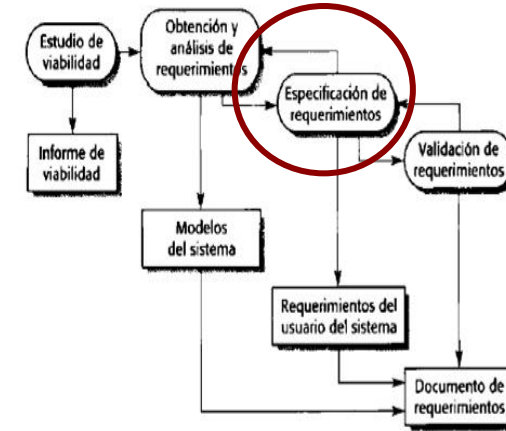 Estudio de
viabilidad
Obtención y
análisis de
requerimientos
Especificación de
requerimientos
Informe de
viabilidad
Validación de
requerimientos
Modelos
del sistema
Requerimientos del
usuario del sistema
Documento de
requerimientos